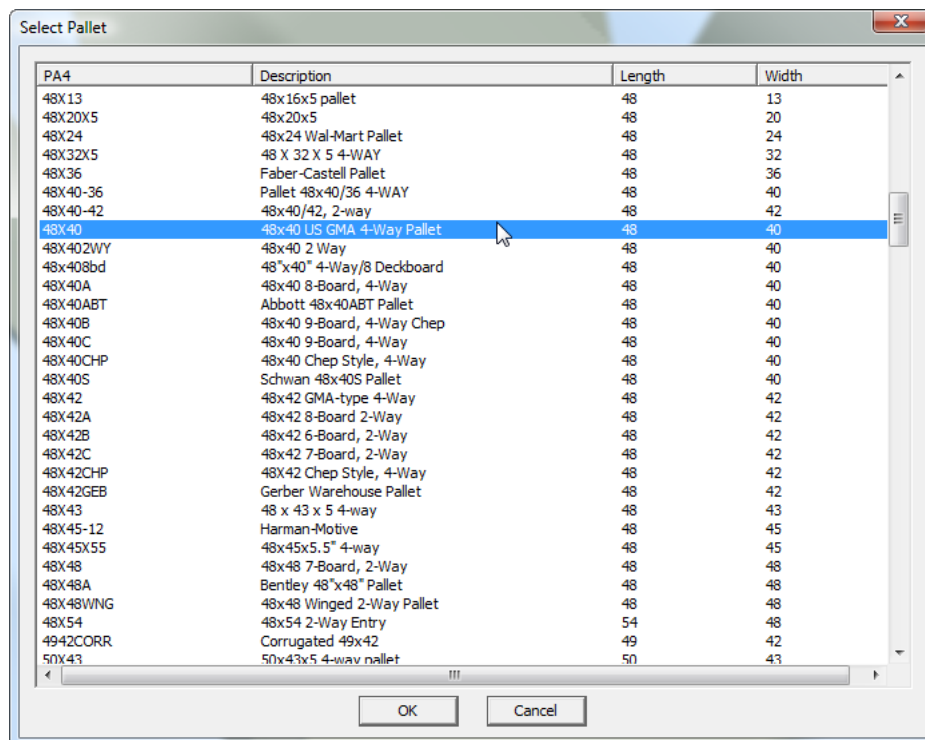 Select Pallet
PA4 Description Length Width
48X13 48x16x5 pallet 48 13
48X20X5 48x20x5 48 20
48X24 48x24 Wal-Mart Pallet 48 24
48X32X5 48 X 32 X 5 4-WAY 48 32
48X36 Faber-Castell Pallet 48 36
48X40-36 Pallet 48x40/36 4-WAY 48 40
48X40-42 48x40/42, 2-way 48 42
48X40 48x40 US GMA 4-Way Pallet 48 40
48X402WY 48x40 2 Way 48 40
48x408bd 48"x40" 4-Way/8 Deckboard 48 40
48X40A 48x40 8-Board, 4-Way 48 40
48X40ABT Abbott 48x40ABT Pallet 48 40
48X40B 48x40 9-Board, 4-Way Chep 48 40
48X40C 48x40 9-Board, 4-Way 48 40
48X40CHP 48x40 Chep Style, 4-Way 48 40
48X40S Schwan 48x40S Pallet 48 40
48X42 48x42 GMA-type 4-Way 48 42
48X42A 48x42 8-Board 2-Way 48 42
48X42B 48x42 6-Board, 2-Way 48 42
48X42C 48x42 7-Board, 2-Way 48 42
48X42CHP 48X42 Chep Style, 4-Way 48 42
48X42GEB Gerber Warehouse Pallet 48 42
48X43 48 x 43 x 5 4-way 48 43
48X45-12 Harman-Motive 48 45
48X45X55 48x45x5.5" 4-way 48 45
48X48 48x48 7-Board, 2-Way 48 48
48X48A Bentley 48"x48" Pallet 48 48
48X48WNG 48x48 Winged 2-Way Pallet 48 48
48X54 48x54 2-Way Entry 54 48
4942CORR Corrugated 49x42 49 42
50X43 50x43x5 4-way pallet 50 43
OK Cancel